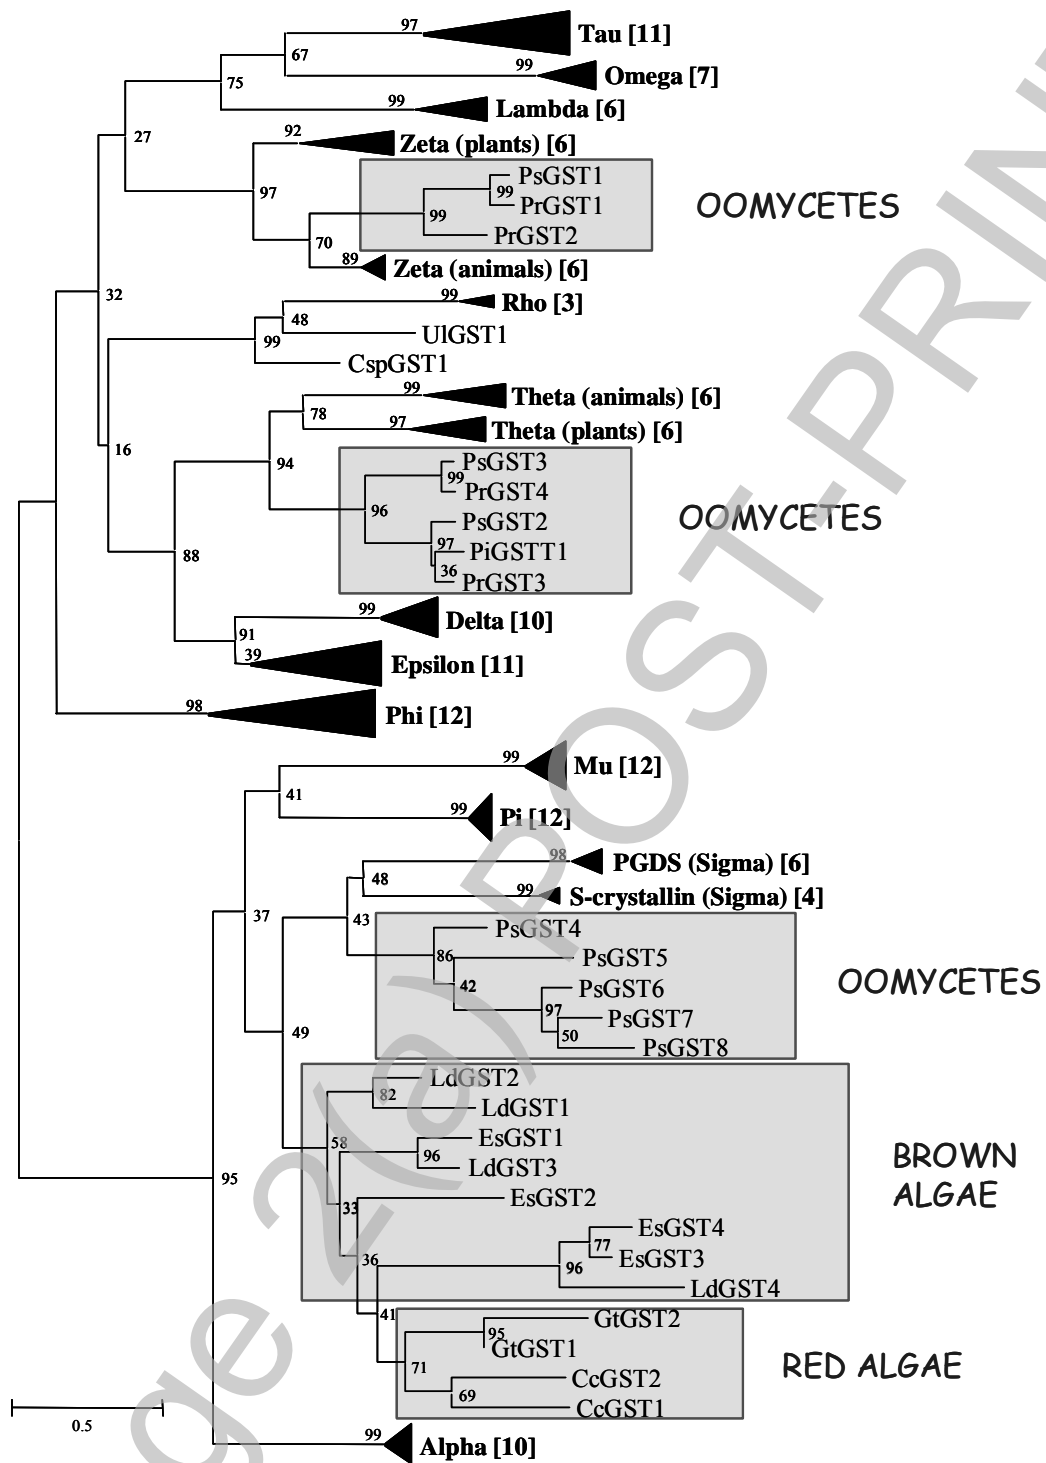 97
Tau [11]
67
99
Omega [7]
75
99
Lambda [6]
27
92
Zeta (plants) [6]
97
PsGST1
99
PrGST1
99
PrGST2
OOMYCETES
70
89
Zeta (animals) [6]
32
99
Rho [3]
48
UlGST1
99
CspGST1
99
Theta (animals) [6]
78
97
Theta (plants) [6]
16
94
PsGST3
99
PrGST4
96
PsGST2
97
PiGSTT1
36
PrGST3
OOMYCETES
88
99
Delta [10]
91
39
Epsilon [11]
98
Phi [12]
99
Mu [12]
41
99
Pi [12]
98
PGDS (Sigma) [6]
48
99
S-crystallin (Sigma) [4]
37
43
PsGST4
86
PsGST5
42
PsGST6
97
PsGST7
50
PsGST8
OOMYCETES
49
LdGST2
82
LdGST1
58
EsGST1
96
LdGST3
33
EsGST2
36
EsGST4
77
EsGST3
96
LdGST4
BROWN
ALGAE
41
GtGST2
95
GtGST1
71
CcGST2
69
CcGST1
RED ALGAE
95
0.5
99
Alpha [10]
ge 2(a) POST-PRIN